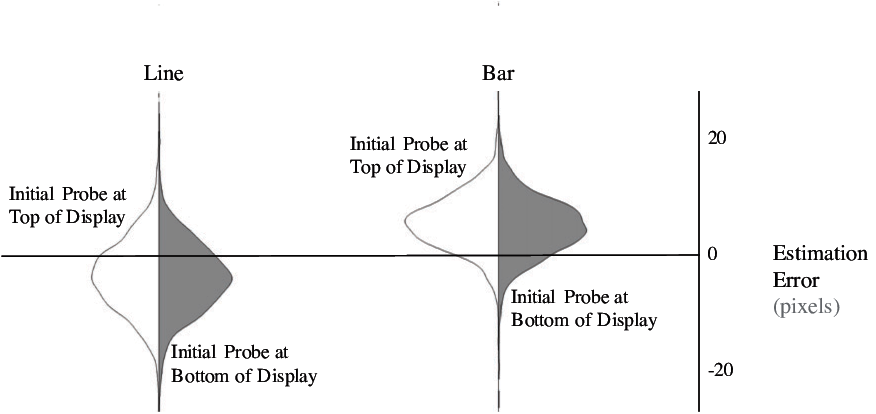 Line
Bar
Initial Probe at
Top of Display
Initial Probe at
Top of Display
Initial Probe at
Bottom of Display
Initial Probe at
Bottom of Display
20
0
-20
Estimation
Error
(pixels)